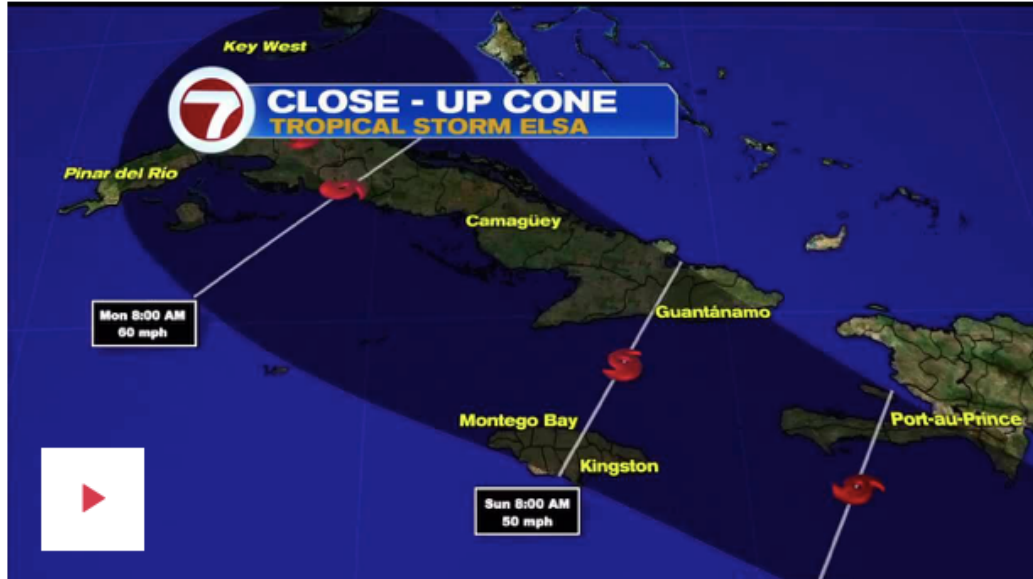 Key West
7
CLOSE - UP CONE
TROPICAL STORM ELSA
Pinar del Río
Camagüey
Mon 8:00 AM
60 mph
Guantánamo
Montego Bay
Port-au-Prince
Kingston
Sun 8:00 AM
50 mph